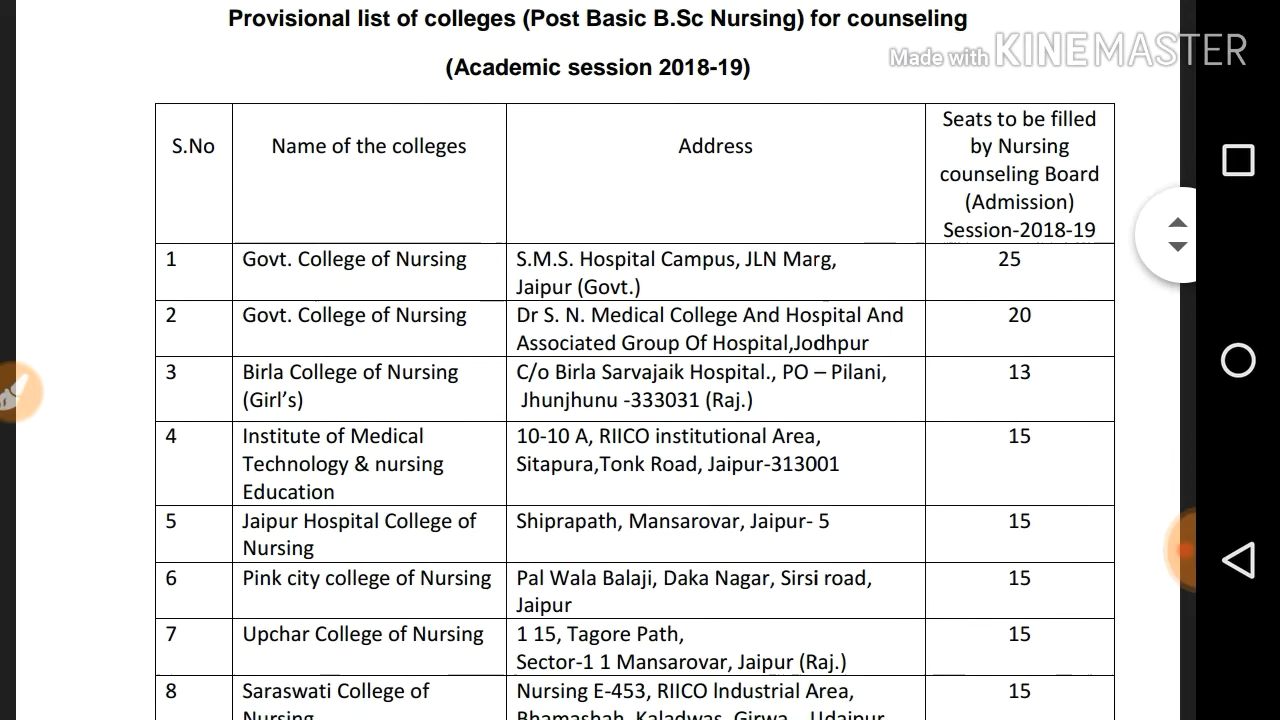 Provisional list of colleges (Post Basic B.Sc Nursing) for counseling
Made with KINEMASTER
(Academic session 2018-19)
S.No Name of the colleges Address Seats to be filled
by Nursing
counseling Board
(Admission)
Session-2018-19
1 Govt. College of Nursing S.M.S. Hospital Campus, JLN Marg, 25
Jaipur (Govt.)
2 Govt. College of Nursing Dr S. N. Medical College And Hospital And 20
Associated Group Of Hospital,Jodhpur
3 Birla College of Nursing C/o Birla Sarvajaik Hospital., PO – Pilani, 13
(Girl's) Jhunjhunu -333031 (Raj.)
4 Institute of Medical 10-10 A, RIICO institutional Area, 15
Technology & nursing Sitapura,Tonk Road, Jaipur-313001
Education
5 Jaipur Hospital College of Shiprapath, Mansarovar, Jaipur- 5 15
Nursing
6 Pink city college of Nursing Pal Wala Balaji, Daka Nagar, Sirsi road, 15
Jaipur
7 Upchar College of Nursing 1 15, Tagore Path, 15
Sector-1 1 Mansarovar, Jaipur (Raj.)
8 Saraswati College of Nursing E-453, RIICO lndustrial Area, 15
Nursing Bhamashah, Kaladwas, Girwa, Udaipur